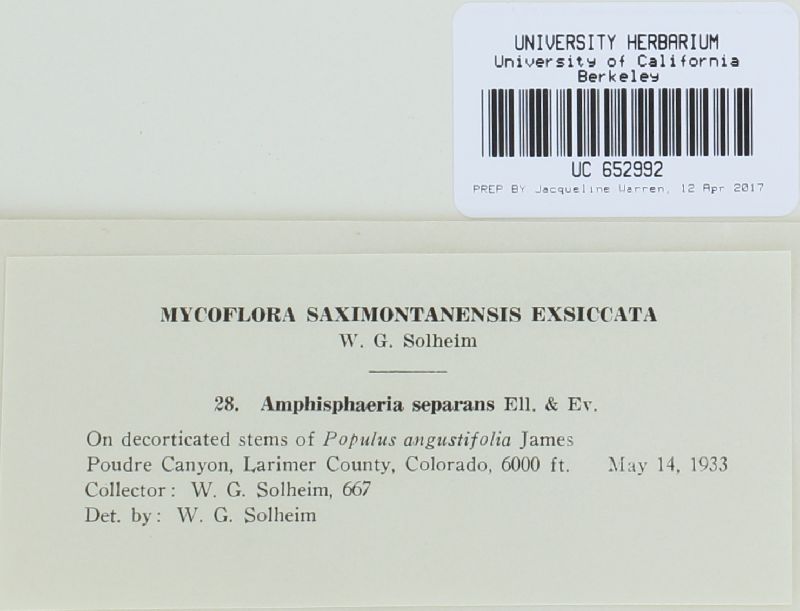 UNIVERSITY HERBARIUM
University of California
Berkeley
UC 652992
PREP BY Jacqueline Warren, 12 Apr 2017
MYCOFLORA SAXIMONTANENSIS EXSICCATA
W. G. Solheim
28. Amphisphaeria separans Ell. & Ev.
On decorticated stems of Populus angustifolia James
Poudre Canyon, Larimer County, Colorado, 6000 ft. May 14, 1933
Collector: W. G. Solheim, 667
Det. by: W. G. Solheim